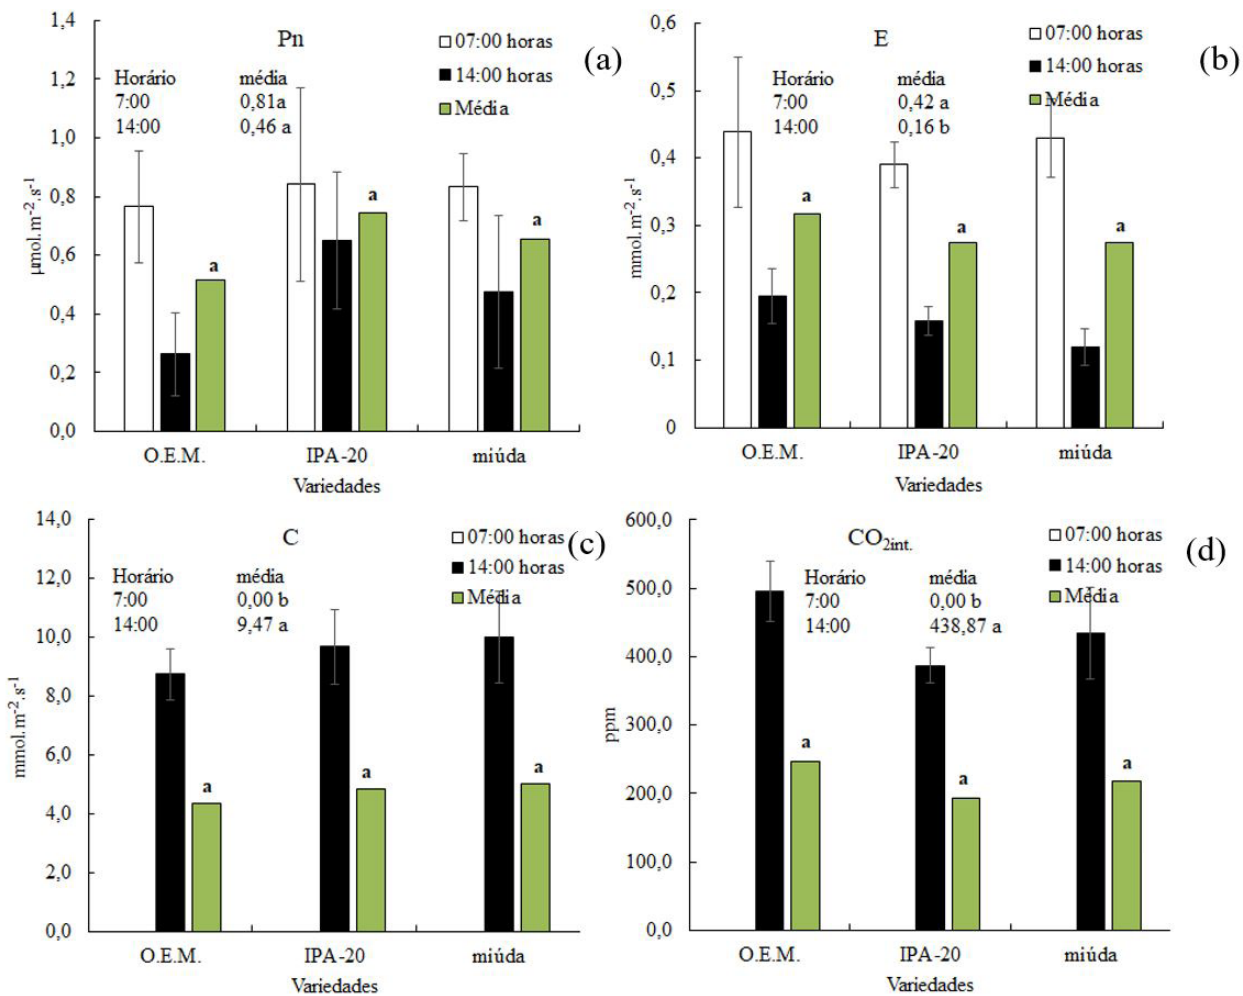 Pn
(a)
1,4
1,2
1,0
0,8
0,6
0,4
0,2
0,0
µmol.m-2.s-1
07:00 horas
14:00 horas
Média
Horário média
7:00 0,81a
14:00 0,46 a
a
a
a
O.E.M. IPA-20 miúda
Variedades
E
(b)
0,6
0,5
0,4
0,3
0,2
0,1
0
mmol.m-2.s-1
07:00 horas
14:00 horas
Média
Horário média
7:00 0,42 a
14:00 0,16 b
a
a
a
O.E.M. IPA-20 miúda
Variedades
C
(c)
14,0
12,0
10,0
8,0
6,0
4,0
2,0
0,0
mmol.m-2.s-1
07:00 horas
14:00 horas
Média
Horário média
7:00 0,00 b
14:00 9,47 a
a
a
a
O.E.M. IPA-20 miúda
Variedades
CO2int.
(d)
600,0
500,0
400,0
300,0
200,0
100,0
0,0
ppm
07:00 horas
14:00 horas
Média
Horário média
7:00 0,00 b
14:00 438,87 a
a
a
a
O.E.M. IPA-20 miúda
Variedades